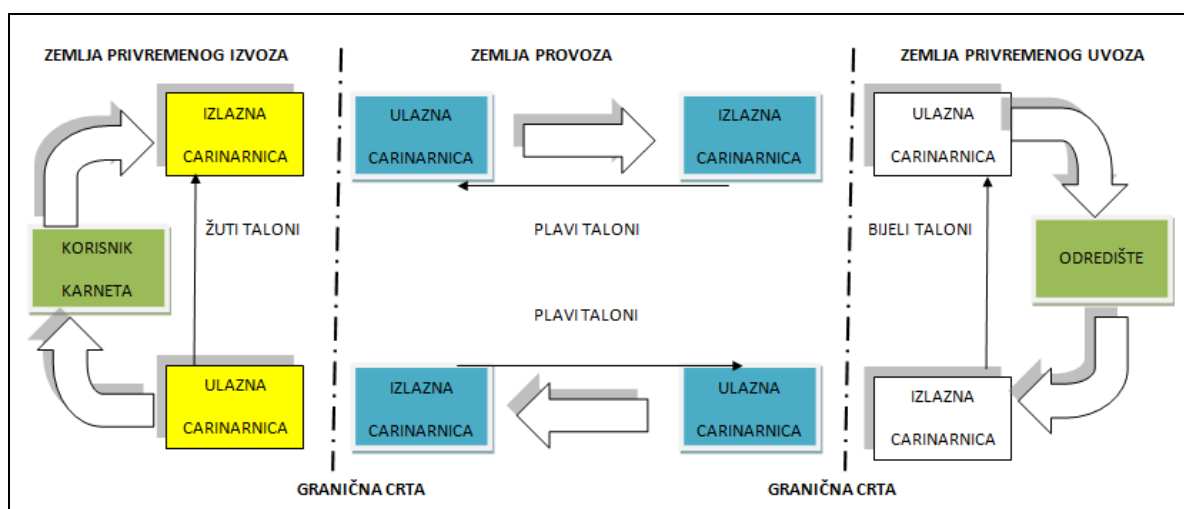 ZEMLJA PRIVREMENOG IZVOZA
ZEMLJA PROVOZA
ZEMLJA PRIVREMENOG UVOZA
IZLAZNA
CARINARNICA
ULAZNA
CARINARNICA
IZLAZNA
CARINARNICA
ULAZNA
CARINARNICA
KORISNIK
KARNETA
ŽUTI TALONI
PLAVI TALONI
BIJELI TALONI
ODREDIŠTE
PLAVI TALONI
ULAZNA
CARINARNICA
IZLAZNA
CARINARNICA
ULAZNA
CARINARNICA
IZLAZNA
CARINARNICA
GRANIČNA CRTA
GRANIČNA CRTA